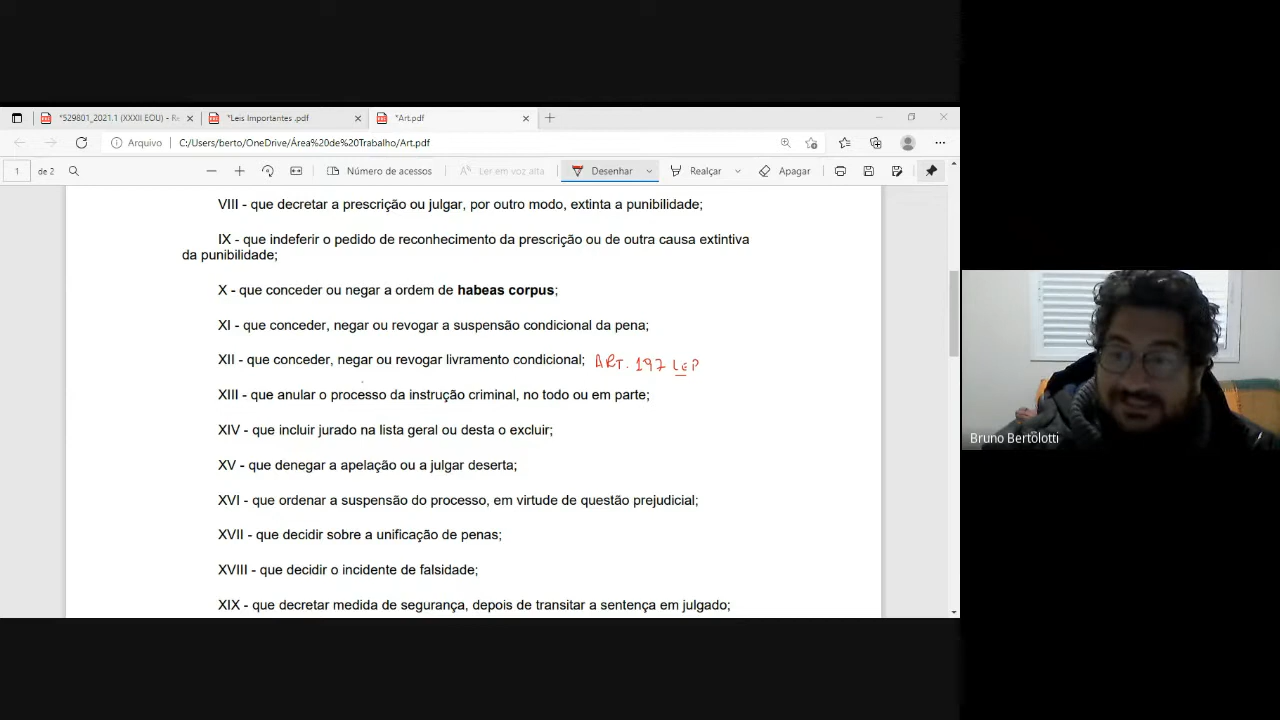 *529801_2021.1 (XXXII EOU) - Re
*Leis Importantes .pdf
*Art.pdf
Arquivo
C:/Users/berto/OneDrive/Área%20de%20Trabalho/Art.pdf
1 de 2
Número de acessos
Ler em voz alta
Desenhar
Realçar
Apagar
VIII - que decretar a prescrição ou julgar, por outro modo, extinta a punibilidade;
IX - que indeferir o pedido de reconhecimento da prescrição ou de outra causa extintiva
da punibilidade;
X - que conceder ou negar a ordem de habeas corpus;
XI - que conceder, negar ou revogar a suspensão condicional da pena;
XII - que conceder, negar ou revogar livramento condicional; ART. 197 LEP
XIII - que anular o processo da instrução criminal, no todo ou em parte;
XIV - que incluir jurado na lista geral ou desta o excluir;
XV - que denegar a apelação ou a julgar deserta;
XVI - que ordenar a suspensão do processo, em virtude de questão prejudicial;
XVII - que decidir sobre a unificação de penas;
XVIII - que decidir o incidente de falsidade;
XIX - que decretar medida de segurança, depois de transitar a sentença em julgado;
Bruno Bertolotti